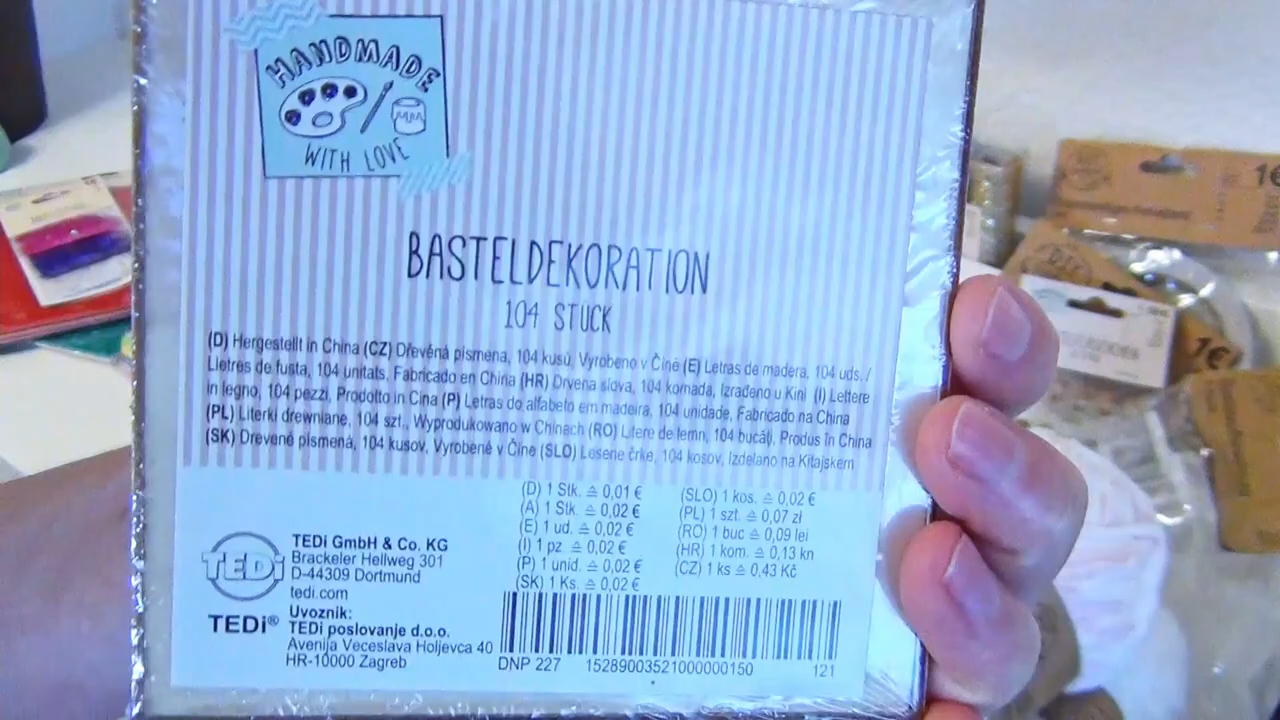 HANDMADE
WITH LOVE
BASTELDEKORATION
104 STÜCK
(D) Hergestellt in China (CZ) Dřevěná písmena, 104 kusů, Vyrobeno v Číně (E) Letras de madera, 104 uds. /
Lletres de fusta, 104 unitats, Fabricado en China (HR) Drvena slova, 104 komada, Izrađeno u Kini (I) Lettere
in legno, 104 pezzi, Prodotto in Cina (P) Letras do alfabeto em madeira, 104 unidade, Fabricado na China
(PL) Literki drewniane, 104 szt., Wyprodukowano w Chinach (RO) Litere de lemn, 104 bucăți, Produs în China
(SK) Drevené písmená, 104 kusov, Vyrobené v Číne (SLO) Lesene črke, 104 kosov, Izdelano na Kitajskem
(D) 1 Stk. ≙ 0,01 €
(A) 1 Stk. ≙ 0,02 €
(E) 1 ud. ≙ 0,02 €
(I) 1 pz ≙ 0,02 €
(P) 1 unid. ≙ 0,02 €
(SK) 1 Ks. ≙ 0,02 €
(SLO) 1 kos. ≙ 0,02 €
(PL) 1 szt. ≙ 0,07 zł
(RO) 1 buc ≙ 0,09 lei
(HR) 1 kom. ≙ 0,13 kn
(CZ) 1 ks ≙ 0,43 Kč
TEDi
TEDi GmbH & Co. KG
Brackeler Hellweg 301
D-44309 Dortmund
tedi.com
TEDi®
Uvoznik:
TEDi poslovanje d.o.o.
Avenija Veceslava Holjevca 40
HR-10000 Zagreb
DNP 227 15289003521000000150 121
1€
DIY
1€